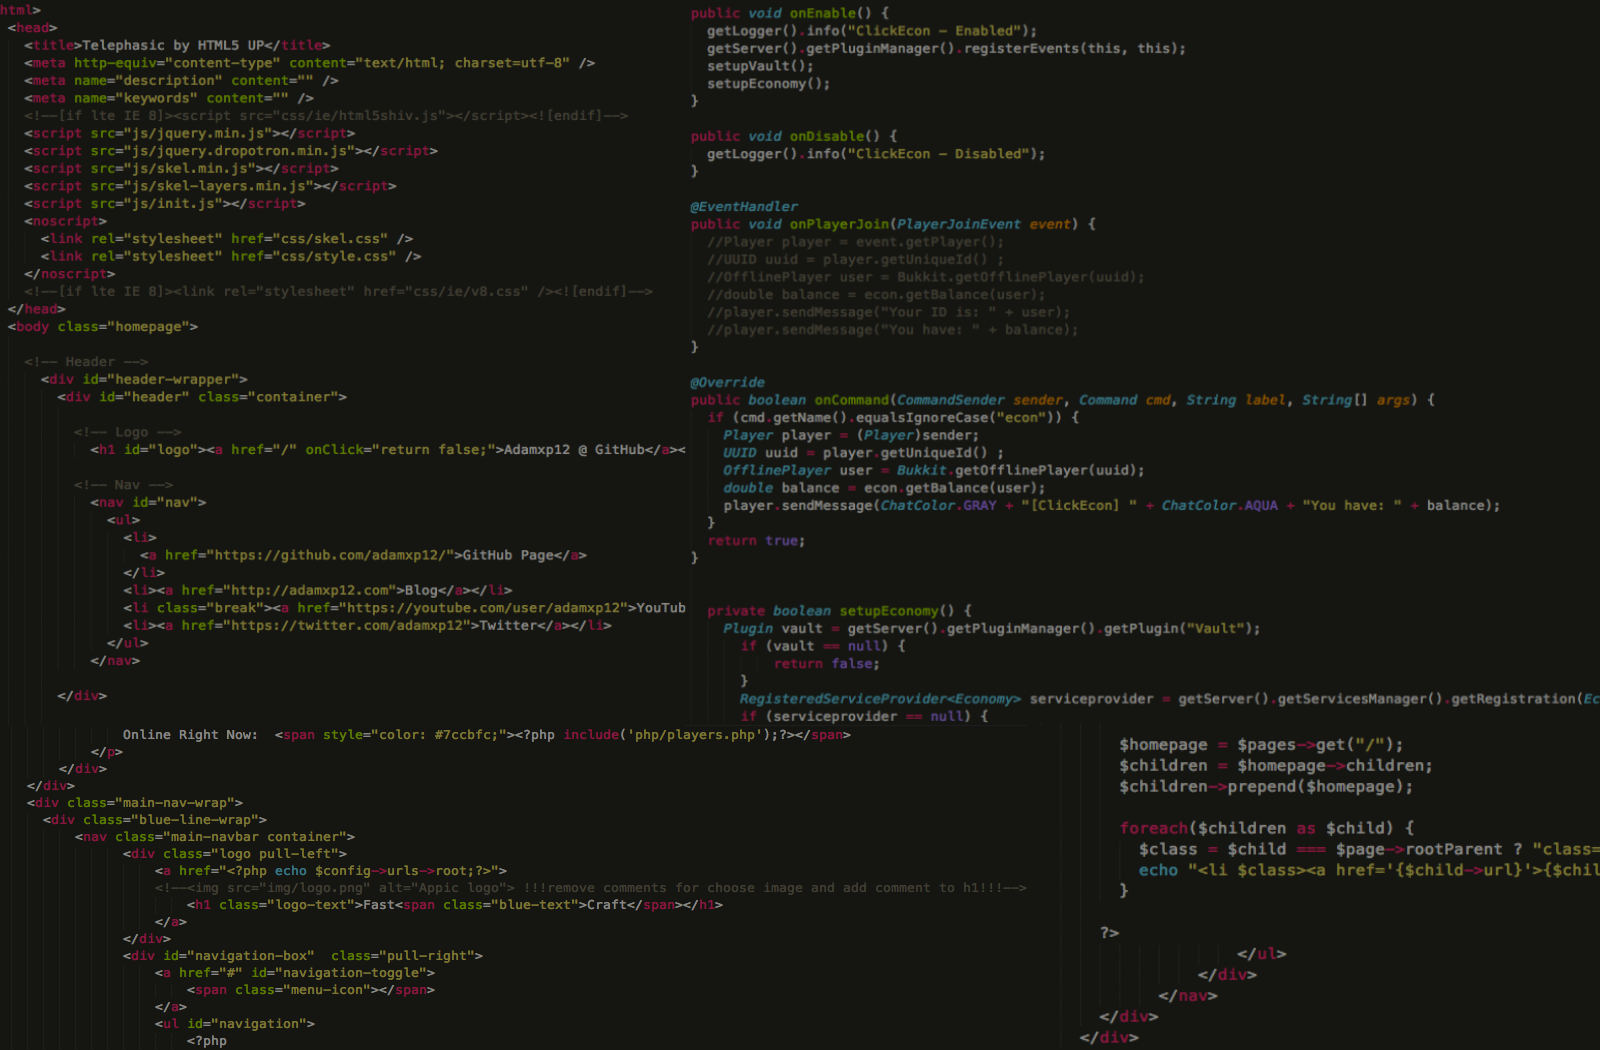 html>
<head>
<title>Telephasic by HTML5 UP</title>
<meta http-equiv="content-type" content="text/html; charset=utf-8" />
<meta name="description" content="" />
<meta name="keywords" content="" />
<!--[if lte IE 8]><script src="css/ie/html5shiv.js"></script><![endif]-->
<script src="js/jquery.min.js"></script>
<script src="js/jquery.dropotron.min.js"></script>
<script src="js/skel.min.js"></script>
<script src="js/skel-layers.min.js"></script>
<script src="js/init.js"></script>
<noscript>
<link rel="stylesheet" href="css/skel.css" />
<link rel="stylesheet" href="css/style.css" />
</noscript>
<!--[if lte IE 8]><link rel="stylesheet" href="css/ie/v8.css" /><![endif]-->
</head>
<body class="homepage">
<!-- Header -->
<div id="header-wrapper">
<div id="header" class="container">
<!-- Logo -->
<h1 id="logo"><a href="/" onClick="return false;">Adamxp12 @ GitHub</a><
<!-- Nav -->
<nav id="nav">
<ul>
<li>
<a href="https://github.com/adamxp12/">GitHub Page</a>
</li>
<li><a href="http://adamxp12.com">Blog</a></li>
<li class="break"><a href="https://youtube.com/user/adamxp12">YouTub
<li><a href="https://twitter.com/adamxp12">Twitter</a></li>
</ul>
</nav>
</div>
public void onEnable() {
getLogger().info("ClickEcon - Enabled");
getServer().getPluginManager().registerEvents(this, this);
setupVault();
setupEconomy();
}
public void onDisable() {
getLogger().info("ClickEcon - Disabled");
}
@EventHandler
public void onPlayerJoin(PlayerJoinEvent event) {
//Player player = event.getPlayer();
//UUID uuid = player.getUniqueId() ;
//OfflinePlayer user = Bukkit.getOfflinePlayer(uuid);
//double balance = econ.getBalance(user);
//player.sendMessage("Your ID is: " + user);
//player.sendMessage("You have: " + balance);
}
@Override
public boolean onCommand(CommandSender sender, Command cmd, String label, String[] args) {
if (cmd.getName().equalsIgnoreCase("econ")) {
Player player = (Player)sender;
UUID uuid = player.getUniqueId() ;
OfflinePlayer user = Bukkit.getOfflinePlayer(uuid);
double balance = econ.getBalance(user);
player.sendMessage(ChatColor.GRAY + "[ClickEcon] " + ChatColor.AQUA + "You have: " + balance);
}
return true;
}
private boolean setupEconomy() {
Plugin vault = getServer().getPluginManager().getPlugin("Vault");
if (vault == null) {
return false;
}
RegisteredServiceProvider<Economy> serviceprovider = getServer().getServicesManager().getRegistration(Ec
if (serviceprovider == null) {
Online Right Now:  <span style="color: #7ccbfc;"><?php include('php/players.php');?></span>
</p>
</div>
</div>
<div class="main-nav-wrap">
<div class="blue-line-wrap">
<nav class="main-navbar container">
<div class="logo pull-left">
<a href="<?php echo $config->urls->root;?>">
<!--<img src="img/logo.png" alt="Appic logo"> !!!remove comments for choose image and add comment to h1!!!-->
<h1 class="logo-text">Fast<span class="blue-text">Craft</span></h1>
</a>
</div>
<div id="navigation-box"  class="pull-right">
<a href="#" id="navigation-toggle">
<span class="menu-icon"></span>
</a>
<ul id="navigation">
<?php
$homepage = $pages->get("/");
$children = $homepage->children;
$children->prepend($homepage);
foreach($children as $child) {
$class = $child === $page->rootParent ? "class=
echo "<li $class><a href='{$child->url}'>{$chil
}
?>
</ul>
</div>
</nav>
</div>
</div>